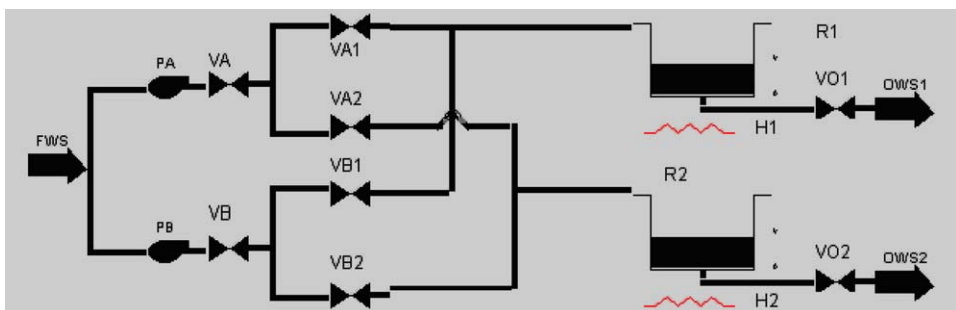 R1
VA1
PA
VA
VO1
OWS1
VA2
H1
FWS
VB1
R2
PB
VB
VB2
VO2
OWS2
H2